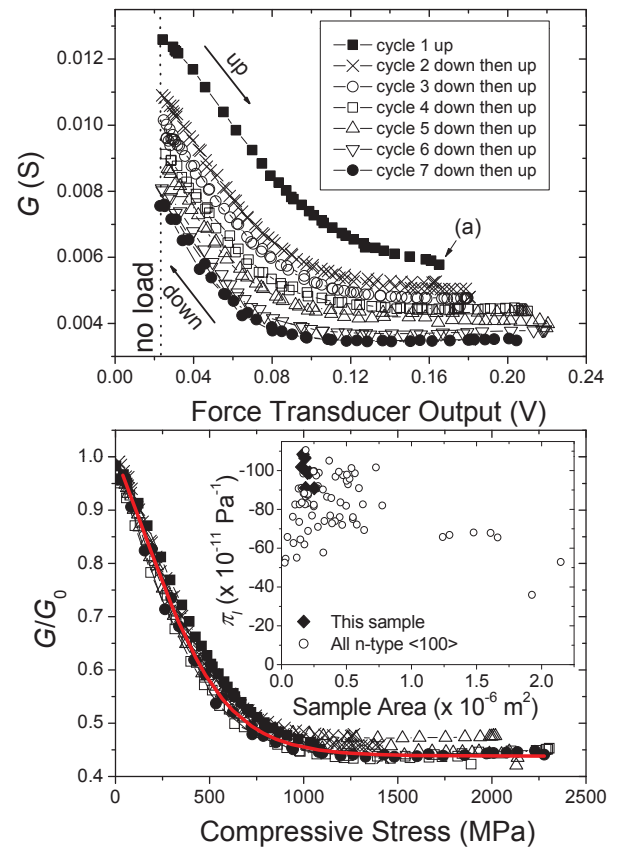 0.012
0.010
0.008
0.006
0.004
G (S)
up
down
no load
(a)
cycle 1 up
cycle 2 down then up
cycle 3 down then up
cycle 4 down then up
cycle 5 down then up
cycle 6 down then up
cycle 7 down then up
0.00 0.04 0.08 0.12 0.16 0.20 0.24
Force Transducer Output (V)
1.0
0.9
0.8
0.7
0.6
0.5
0.4
G/G0
-100
-80
-60
-40
-20
0
πl (x 10-11 Pa-1)
This sample
All n-type <100>
0.0 0.5 1.0 1.5 2.0
Sample Area (x 10-6 m2)
0 500 1000 1500 2000 2500
Compressive Stress (MPa)